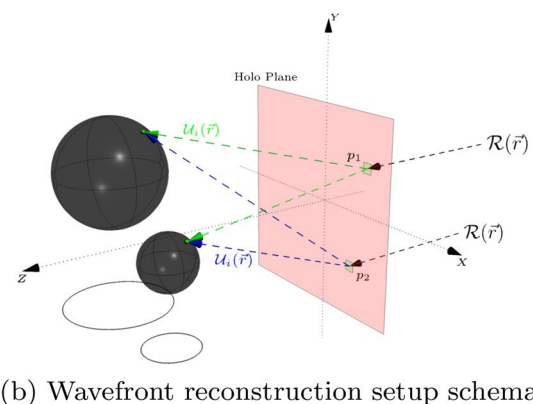 Y
Holo Plane
𝒰ᵢ(r⃗)
p₁
ℛ(r⃗)
ℛ(r⃗)
𝒰ᵢ(r⃗)
X
Z
p₂
(b) Wavefront reconstruction setup schema